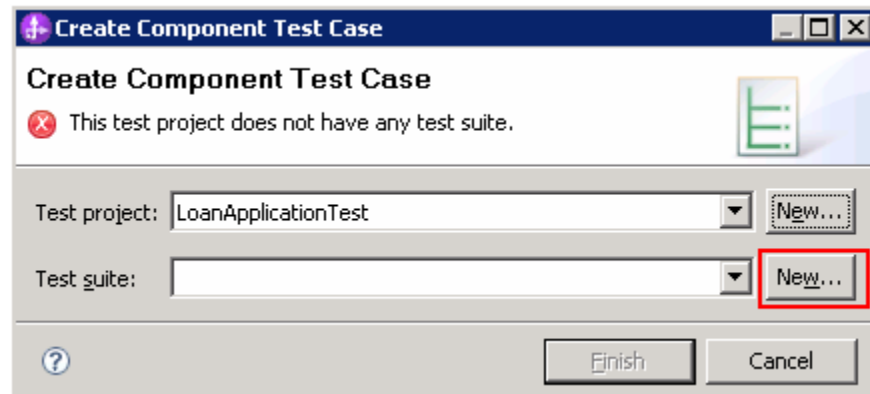 Create Component Test Case
Create Component Test Case
This test project does not have any test suite.
Test project: LoanApplicationTest New...
Test suite: New...
? Finish Cancel